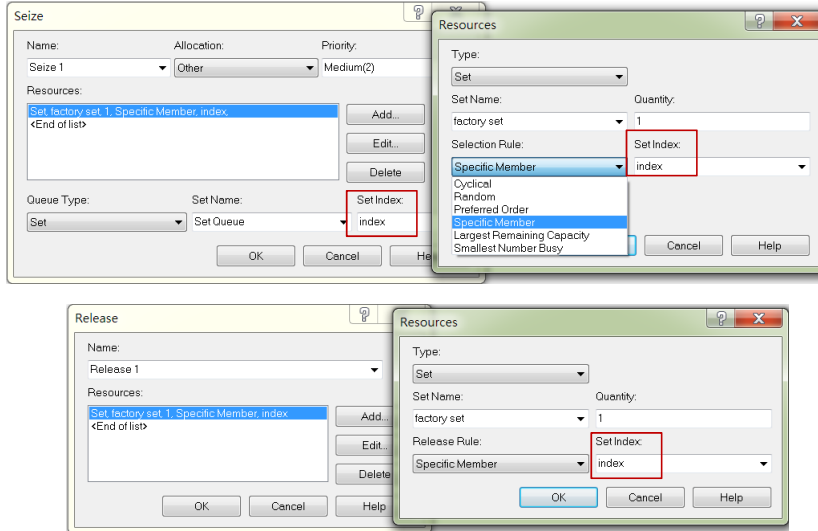 Seize
Name:
Allocation:
Priority:
Seize 1
Other
Medium(2)
Resources:
Set, factory set, 1, Specific Member, index,
<End of list>
Add...
Edit...
Delete
Queue Type:
Set Name:
Set Index:
Set
Set Queue
index
OK
Cancel
He
Resources
Type:
Set
Set Name:
Quantity:
factory set
1
Selection Rule:
Set Index:
Specific Member
index
Cyclical
Random
Preferred Order
Specific Member
Largest Remaining Capacity
Smallest Number Busy
Cancel
Help
Release
Name:
Release 1
Resources:
Set, factory set, 1, Specific Member, index
<End of list>
Add...
Edit...
Delete
OK
Cancel
Help
Resources
Type:
Set
Set Name:
Quantity:
factory set
1
Release Rule:
Set Index:
Specific Member
index
OK
Cancel
Help